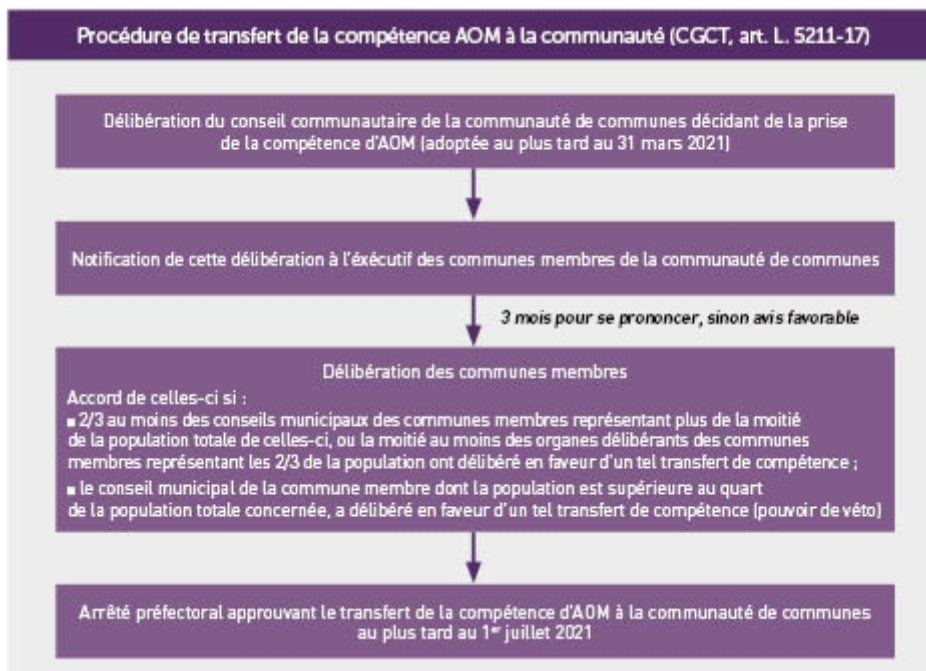 Procédure de transfert de la compétence AOM à la communauté (CGCT, art. L. 5211-17)
Délibération du conseil communautaire de la communauté de communes décidant de la prise
de la compétence d'AOM (adoptée au plus tard au 31 mars 2021)
Notification de cette délibération à l'éxécutif des communes membres de la communauté de communes
3 mois pour se prononcer, sinon avis favorable
Délibération des communes membres
Accord de celles-ci si :
■ 2/3 au moins des conseils municipaux des communes membres représentant plus de la moitié
de la population totale de celles-ci, ou la moitié au moins des organes délibérants des communes
membres représentant les 2/3 de la population ont délibéré en faveur d'un tel transfert de compétence ;
■ le conseil municipal de la commune membre dont la population est supérieure au quart
de la population totale concernée, a délibéré en faveur d'un tel transfert de compétence (pouvoir de véto)
Arrêté préfectoral approuvant le transfert de la compétence d'AOM à la communauté de communes
au plus tard au 1er juillet 2021